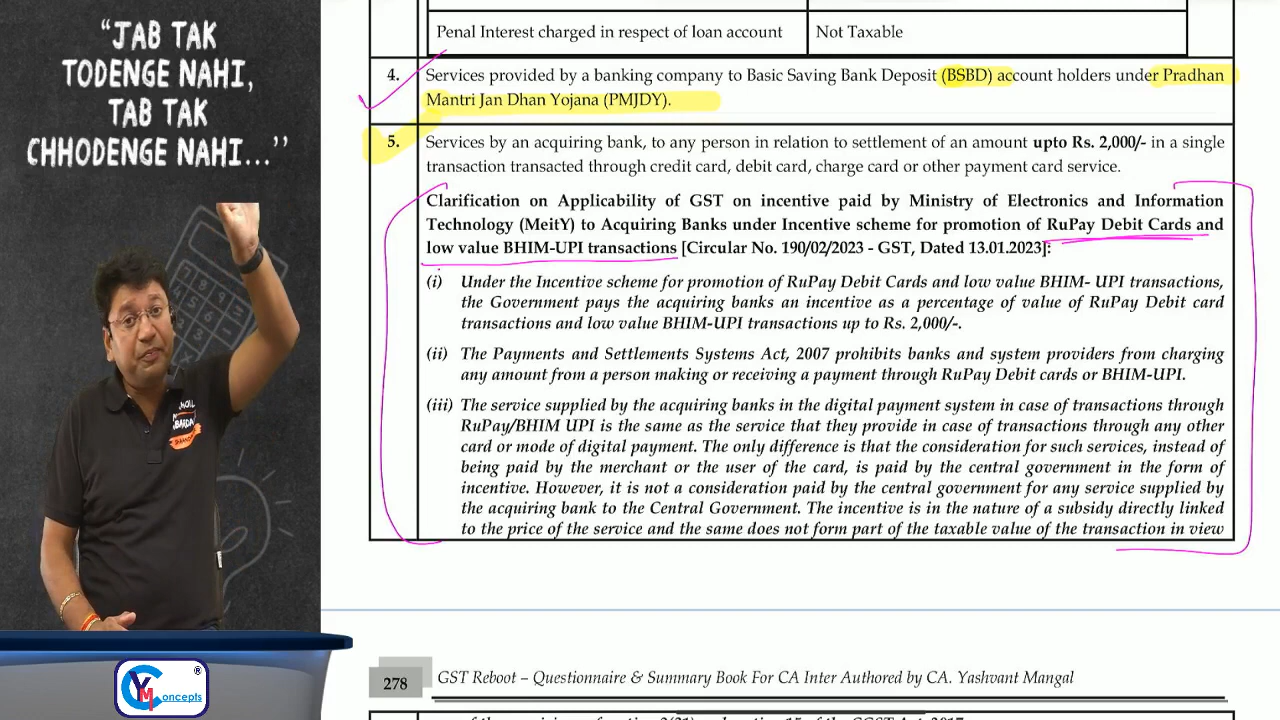 “JAB TAK
TODENGE NAHI,
TAB TAK
CHHODENGE NAHI...’’
Penal Interest charged in respect of loan account
Not Taxable
4.
Services provided by a banking company to Basic Saving Bank Deposit (BSBD) account holders under Pradhan
Mantri Jan Dhan Yojana (PMJDY).
5.
Services by an acquiring bank, to any person in relation to settlement of an amount upto Rs. 2,000/- in a single
transaction transacted through credit card, debit card, charge card or other payment card service.
Clarification on Applicability of GST on incentive paid by Ministry of Electronics and Information
Technology (MeitY) to Acquiring Banks under Incentive scheme for promotion of RuPay Debit Cards and
low value BHIM-UPI transactions [Circular No. 190/02/2023 - GST, Dated 13.01.2023]:
(i) Under the Incentive scheme for promotion of RuPay Debit Cards and low value BHIM- UPI transactions,
the Government pays the acquiring banks an incentive as a percentage of value of RuPay Debit card
transactions and low value BHIM-UPI transactions up to Rs. 2,000/-.
(ii) The Payments and Settlements Systems Act, 2007 prohibits banks and system providers from charging
any amount from a person making or receiving a payment through RuPay Debit cards or BHIM-UPI.
(iii) The service supplied by the acquiring banks in the digital payment system in case of transactions through
RuPay/BHIM UPI is the same as the service that they provide in case of transactions through any other
card or mode of digital payment. The only difference is that the consideration for such services, instead of
being paid by the merchant or the user of the card, is paid by the central government in the form of
incentive. However, it is not a consideration paid by the central government for any service supplied by
the acquiring bank to the Central Government. The incentive is in the nature of a subsidy directly linked
to the price of the service and the same does not form part of the taxable value of the transaction in view
CYM Concepts ®
278
GST Reboot – Questionnaire & Summary Book For CA Inter Authored by CA. Yashvant Mangal